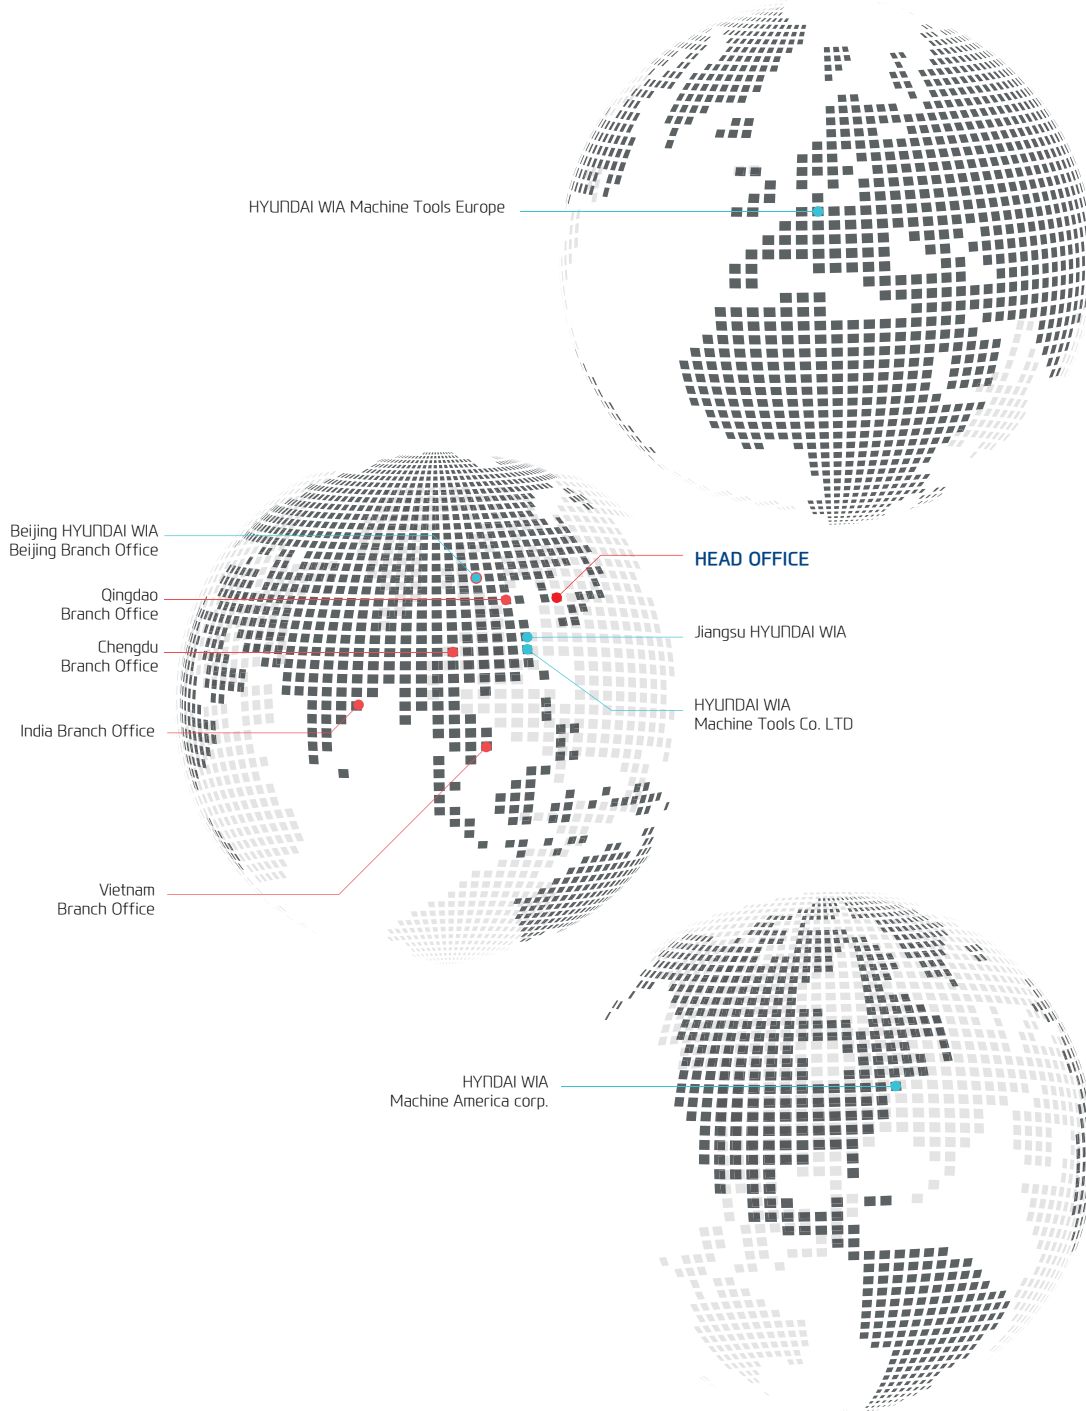 HYUNDAI WIA Machine Tools Europe
Beijing HYUNDAI WIA
Beijing Branch Office
HEAD OFFICE
Qingdao
Branch Office
Jiangsu HYUNDAI WIA
Chengdu
Branch Office
HYUNDAI WIA
Machine Tools Co. LTD
India Branch Office
Vietnam
Branch Office
HYNDAI WIA
Machine America corp.